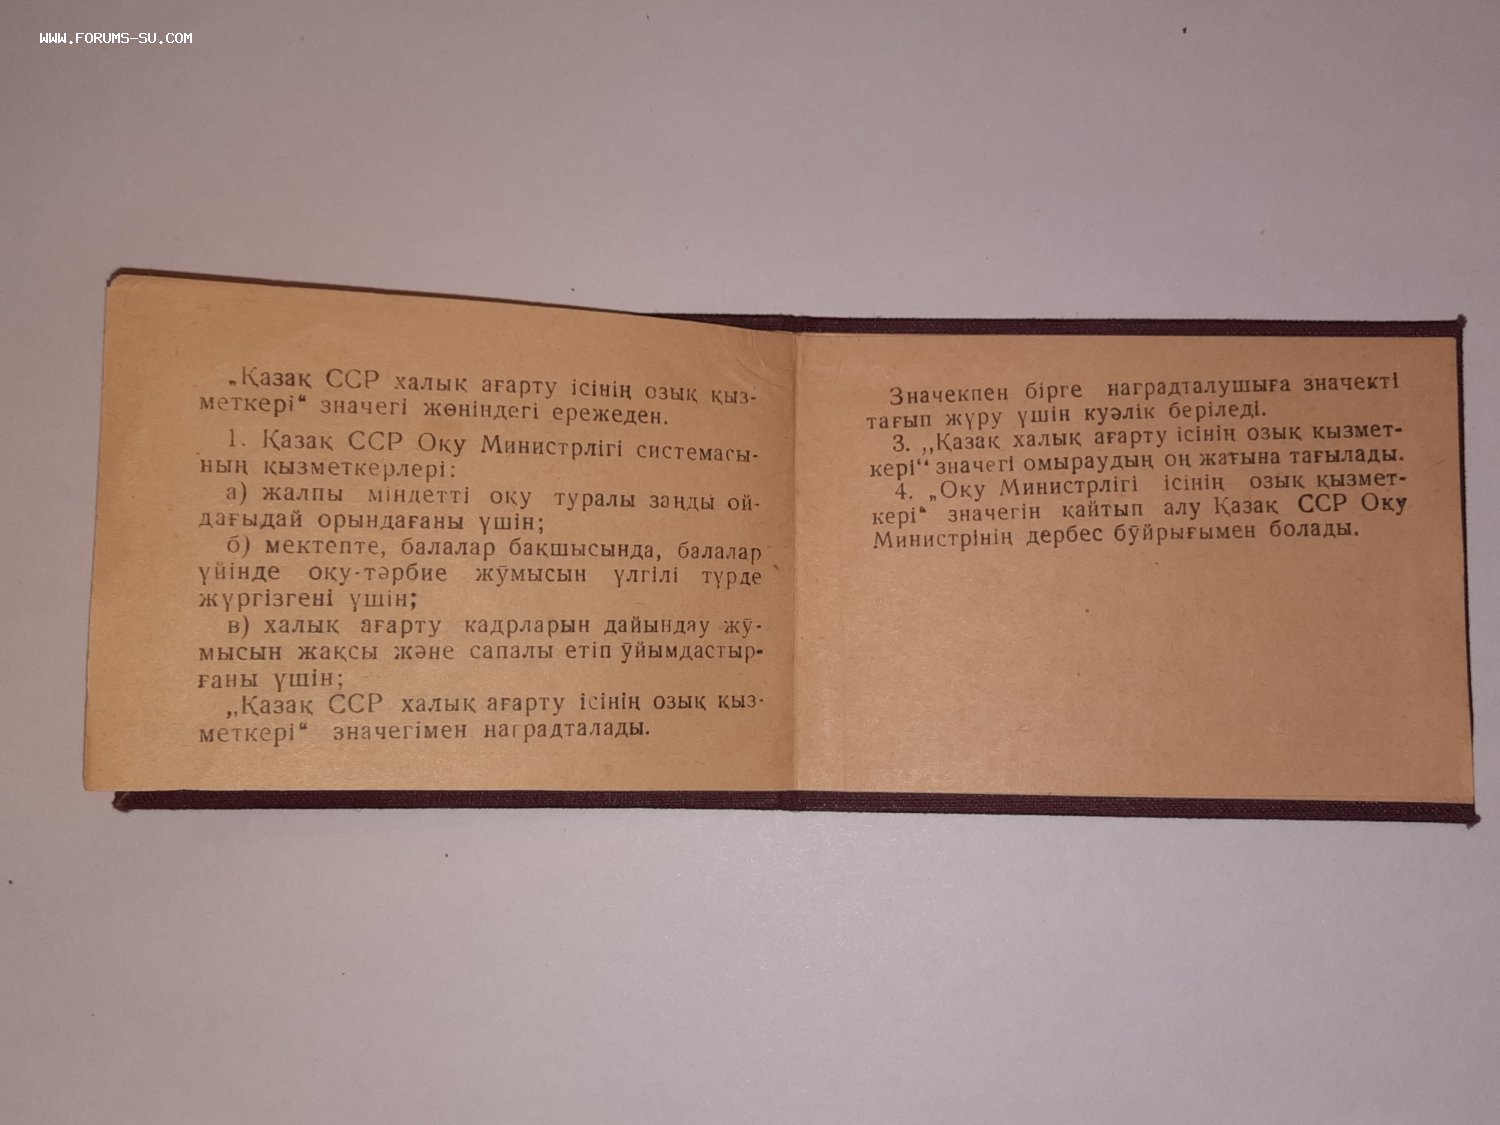 WWW.FORUMS-SU.COM
„Қазақ ССР халық ағарту ісінің озық қыз-
меткері“ значегі жөніндегі ережеден.
1. Қазақ ССР Оқу Министрлігі системасы-
ның қызметкерлері:
а) жалпы міндетті оқу туралы заңды ой-
дағыдай орындағаны үшін;
б) мектепте, балалар бақшысында, балалар
үйінде оқу-тәрбие жӯмысын үлгілі түрде
жүргізгені үшін;
в) халық ағарту кадрларын дайындау жӯ-
мысын жақсы және сапалы етіп ӯйымдастыр-
ғаны үшін;
„Қазақ ССР халық ағарту ісінің озық қыз-
меткері“ значегімен наградталады.
Значекпен бірге наградталушыға значекті
тағып жүру үшін куәлік беріледі.
3. „Қазақ халық ағарту ісінің озық қызмет-
кері“ значегі омыраудың оң жағына тағылады.
4. „Оқу Министрлігі ісінің озық қызмет-
кері“ значегін қайтып алу Қазақ ССР Оқу
Министрінің дербес бӯйрығымен болады.